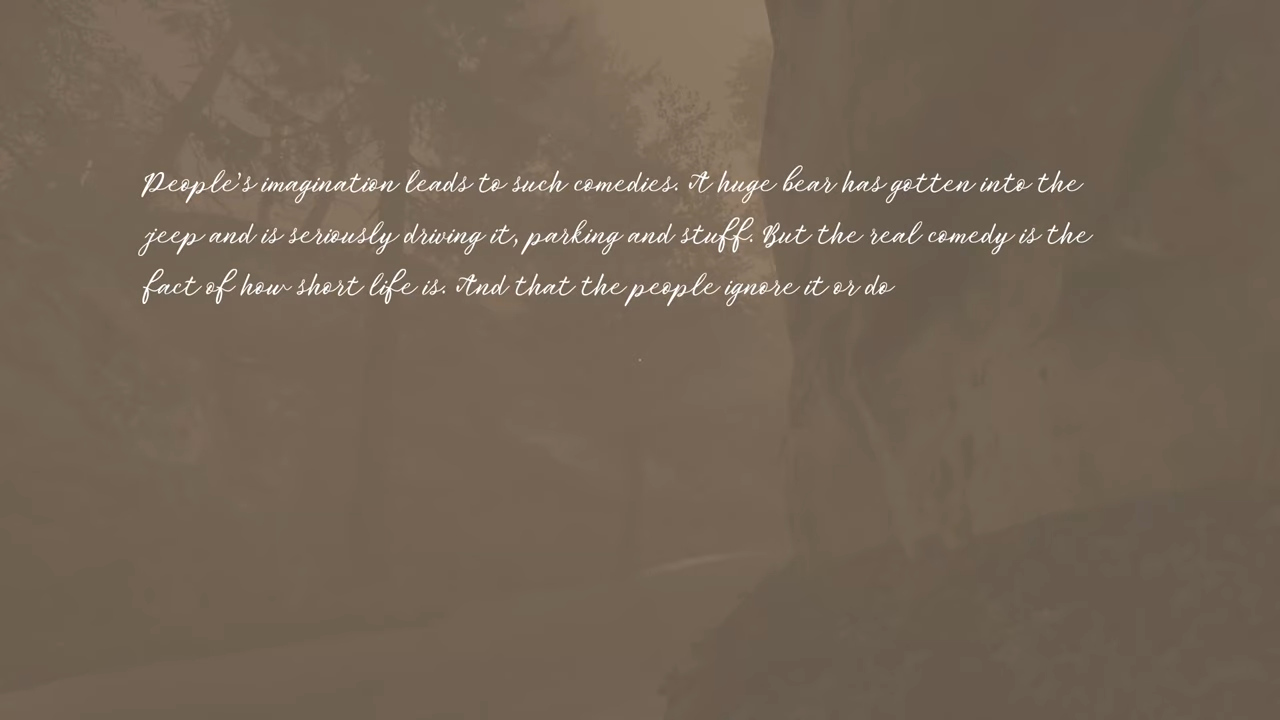 People's imagination leads to such comedies. A huge bear has gotten into the
jeep and is seriously driving it, parking and stuff. But the real comedy is the
fact of how short life is. And that the people ignore it or do